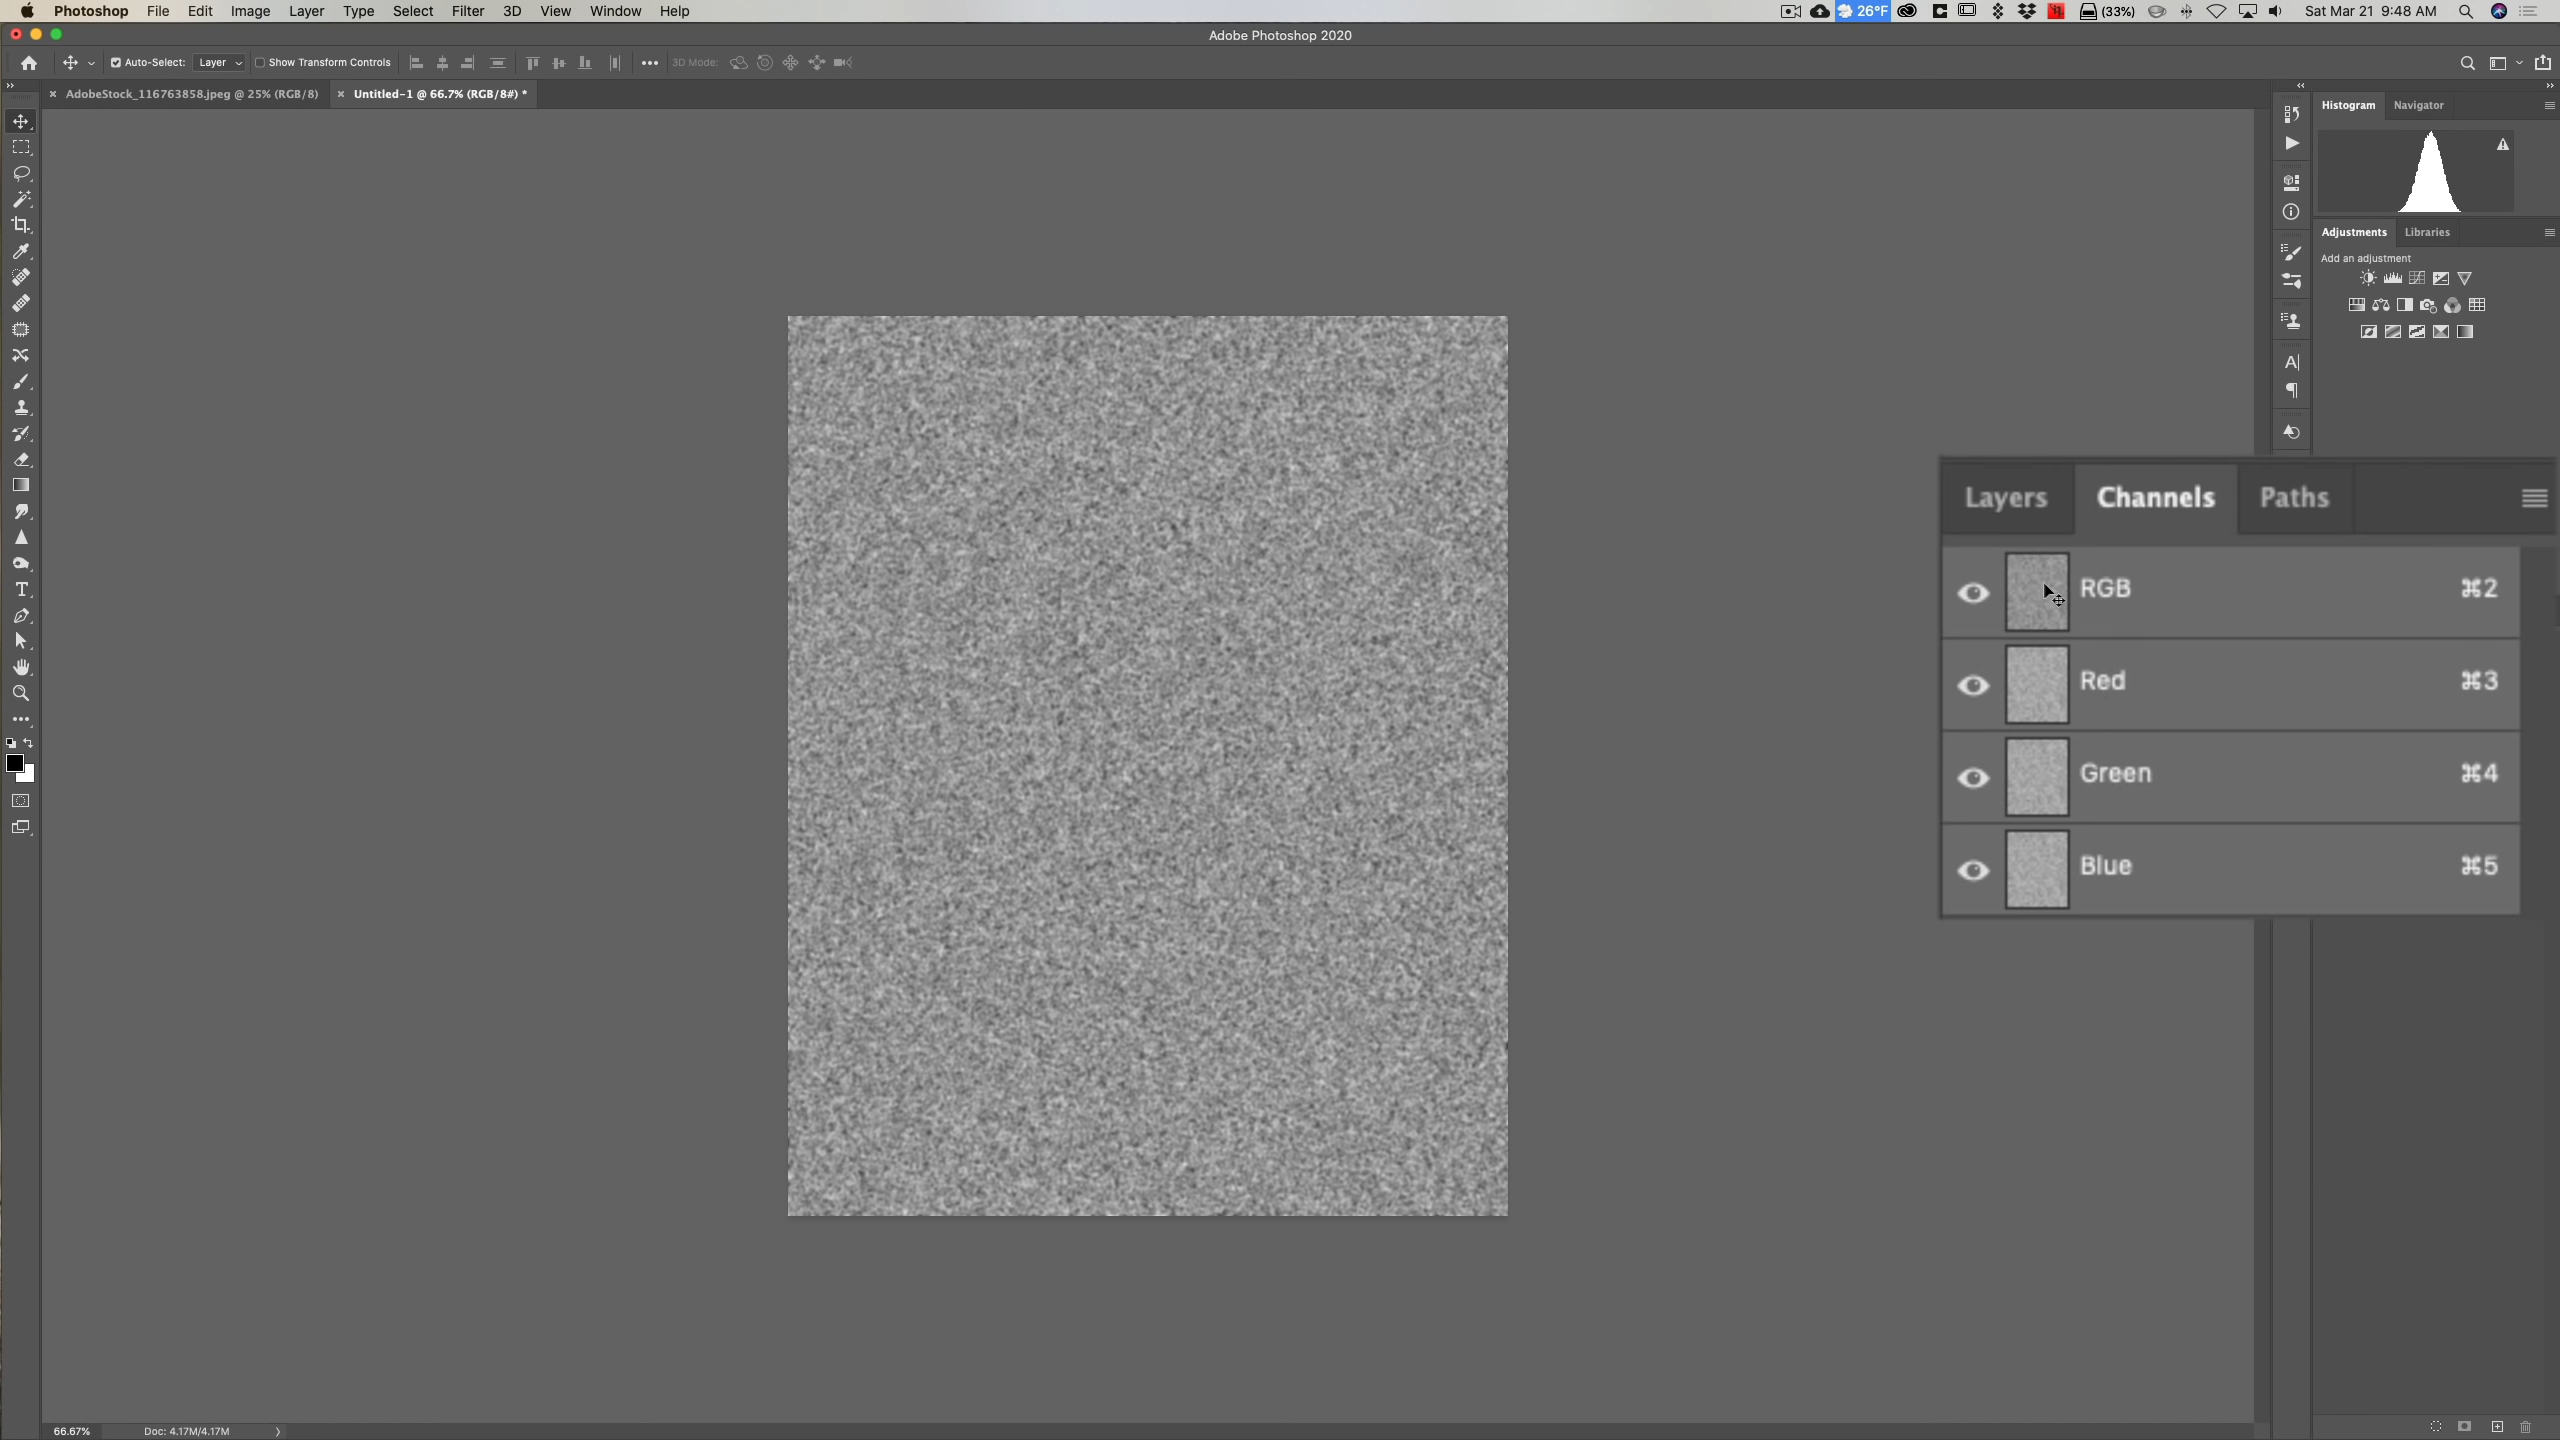 Photoshop File Edit Image Layer Type Select Filter 3D View Window Help 26°F (33%) Sat Mar 21 9:48 AM
Adobe Photoshop 2020
Auto-Select: Layer Show Transform Controls 3D Mode:
AdobeStock_116763858.jpeg @ 25% (RGB/8) Untitled-1 @ 66.7% (RGB/8#) *
Histogram Navigator
Adjustments Libraries
Add an adjustment
Layers Channels Paths
RGB ⌘2
Red ⌘3
Green ⌘4
Blue ⌘5
66.67% Doc: 4.17M/4.17M